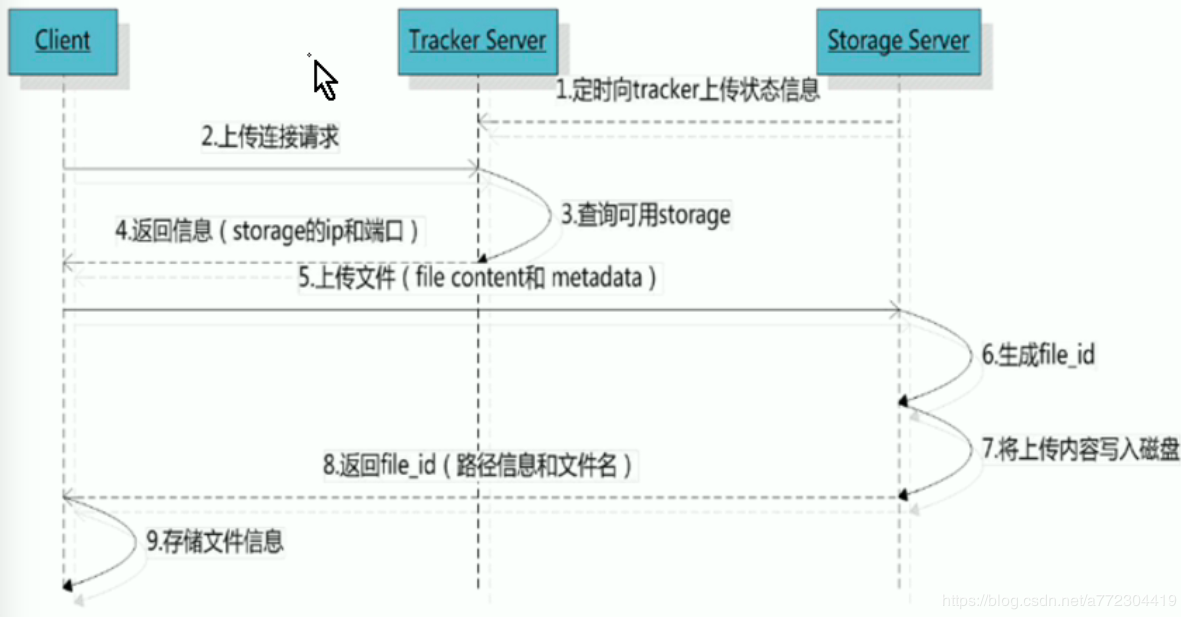 Client
Tracker Server
Storage Server
1.定时向tracker上传状态信息
2.上传连接请求
3.查询可用storage
4.返回信息（storage的ip和端口）
5.上传文件（file content和 metadata）
6.生成file_id
7.将上传内容写入磁盘
8.返回file_id（路径信息和文件名）
9.存储文件信息
https://blog.csdn.net/a772304419